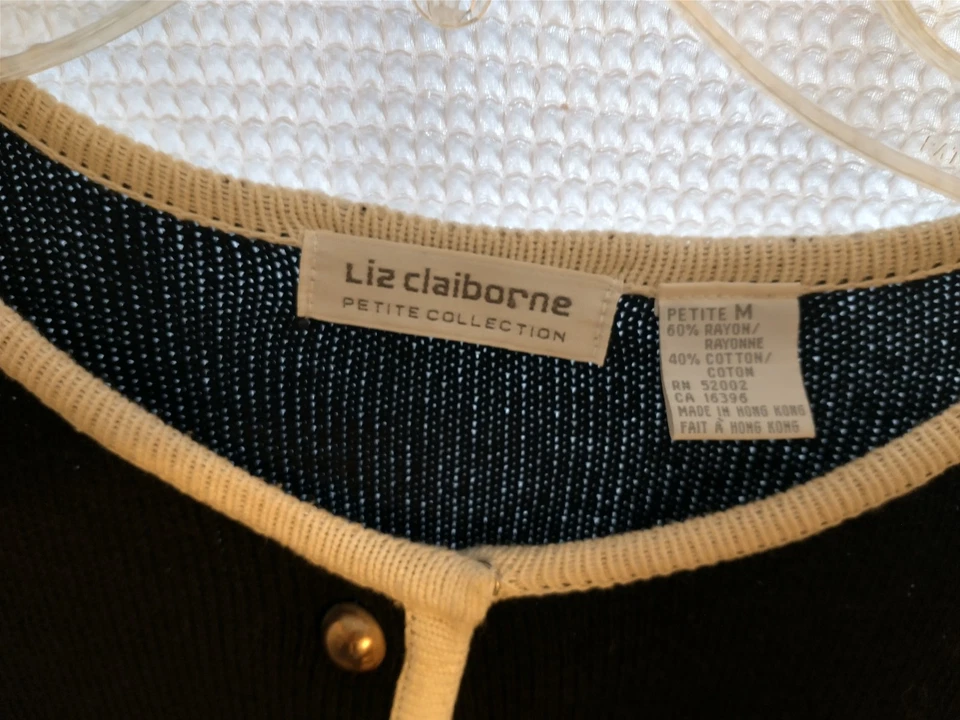 Liz claiborne
PETITE COLLECTION
PETITE M
60% RAYON/
RAYONNE
40% COTTON/
COTON
RN 52002
CA 16396
MADE IN HONG KONG
FAIT À HONG KONG